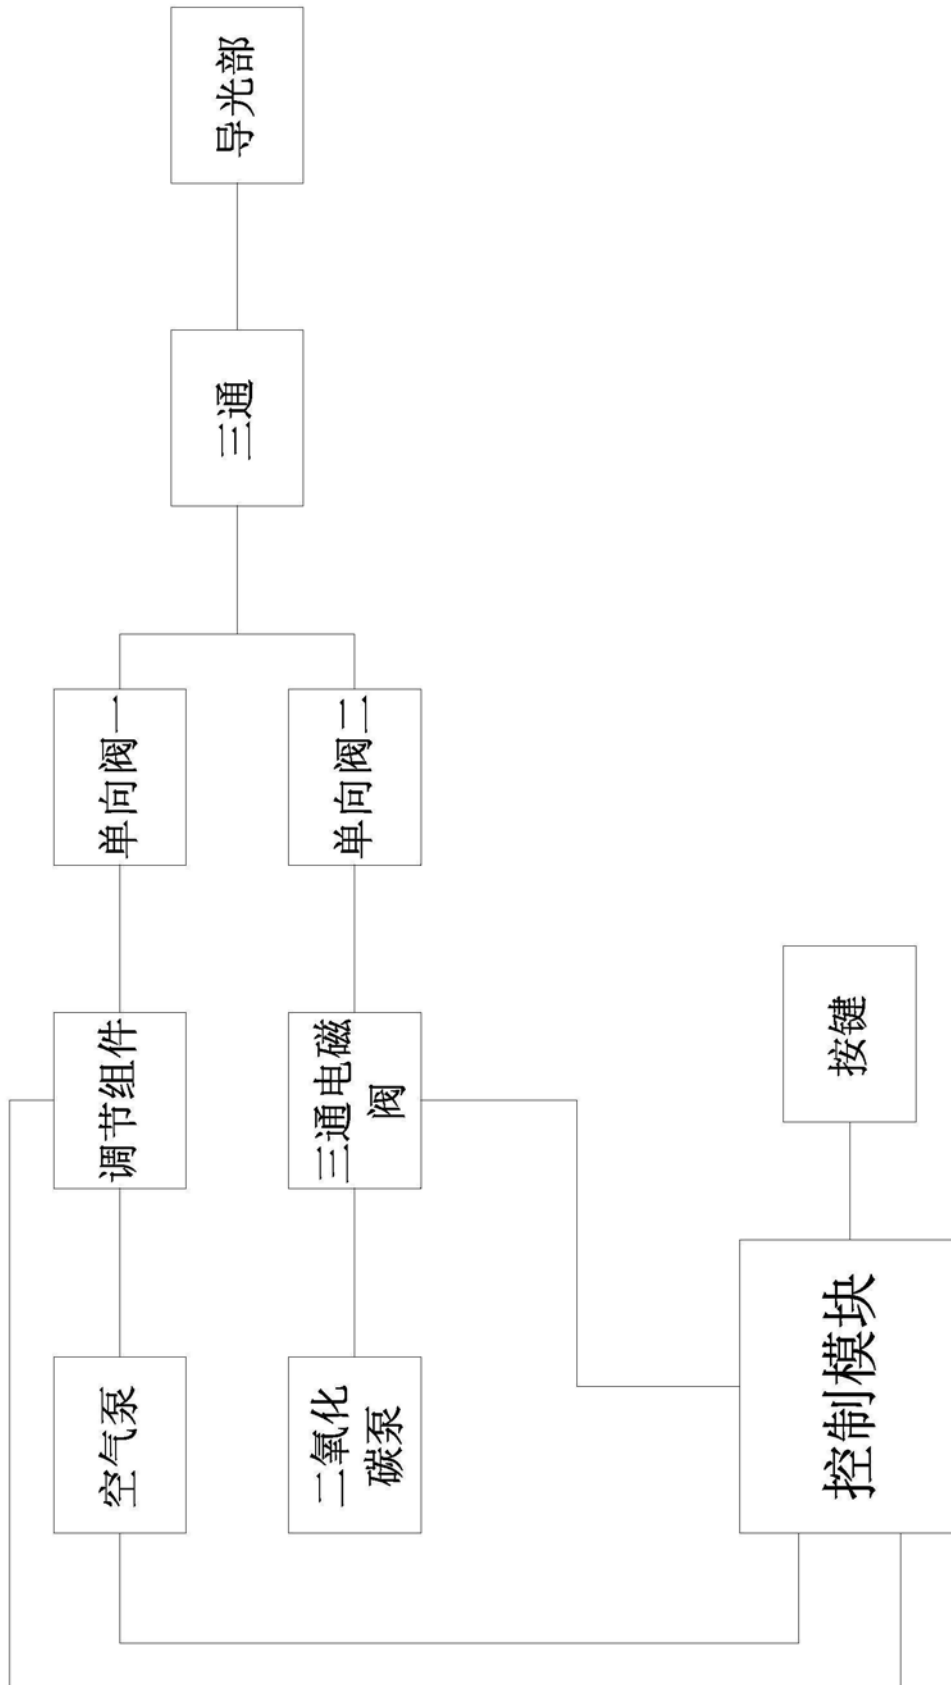 空气泵
调节组件
单向阀一
三通
导光部
二氧化
碳泵
三通电磁
阀
单向阀二
控制模块
按键